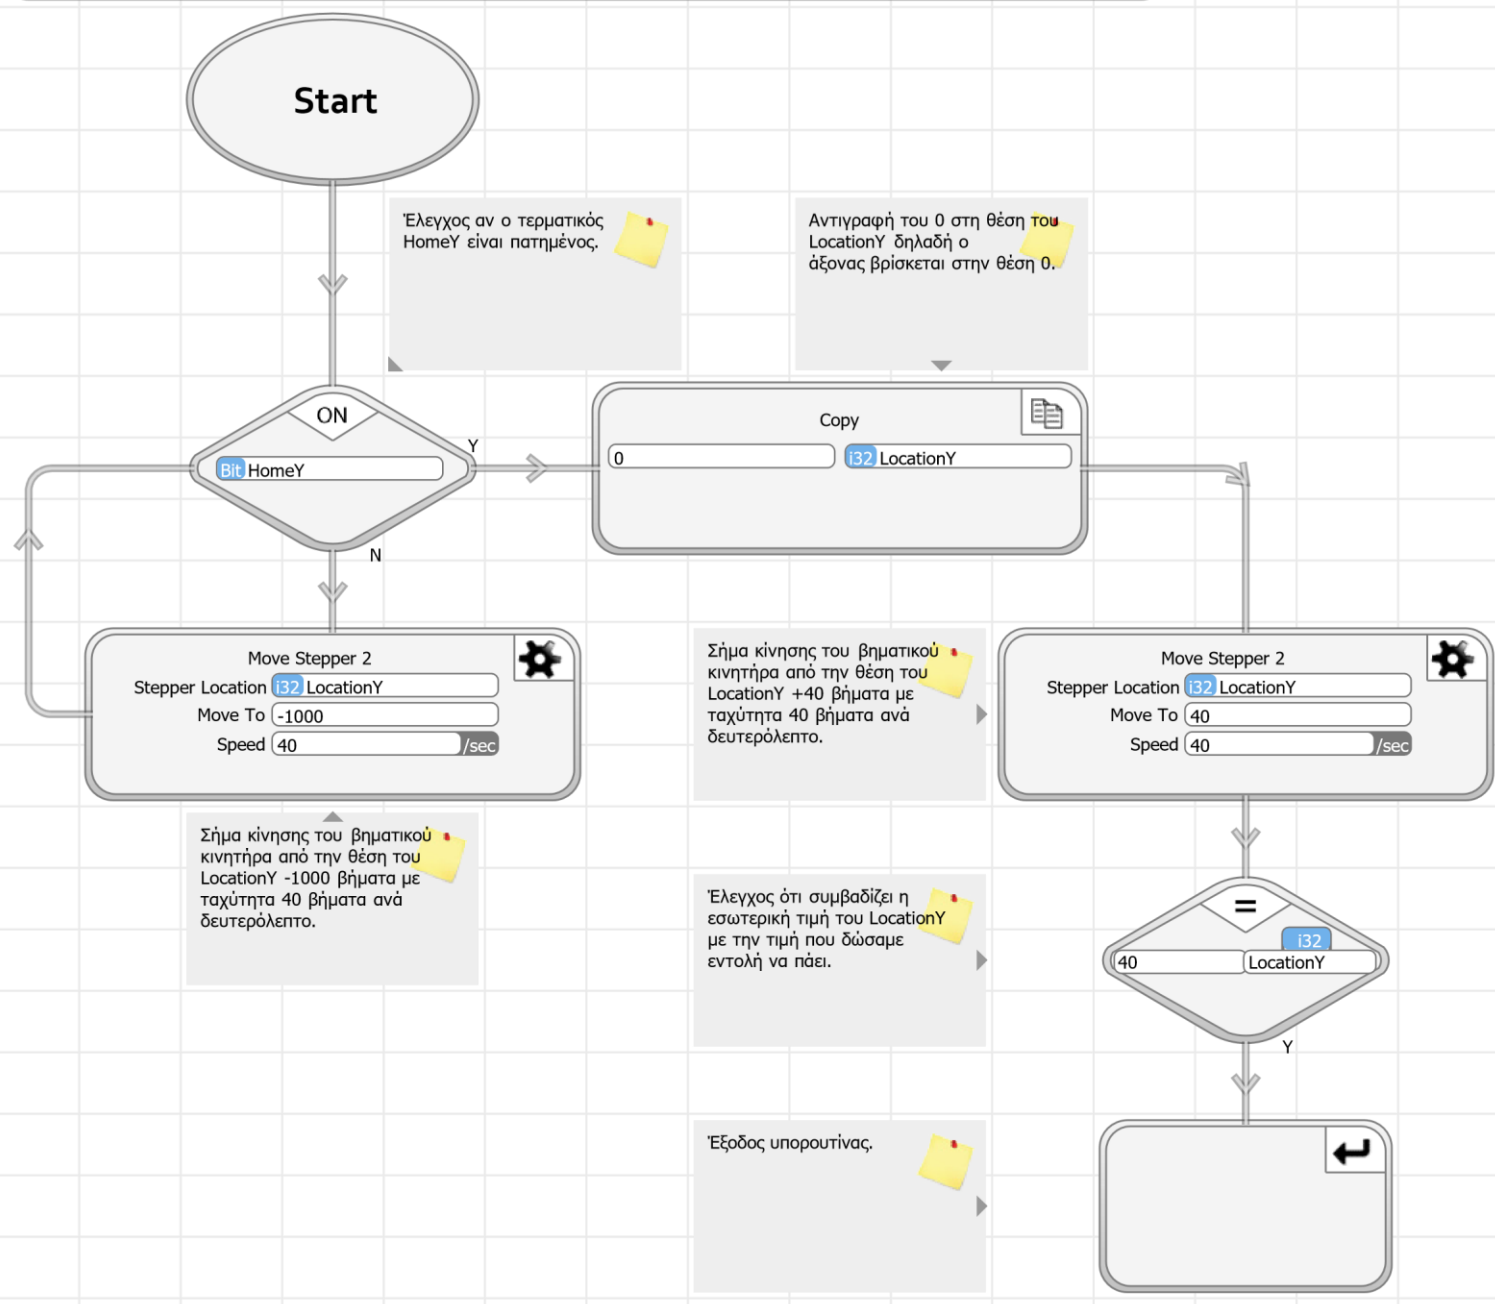 Start
Έλεγχος αν ο τερματικός
HomeY είναι πατημένος.
Αντιγραφή του 0 στη θέση του
LocationY δηλαδή ο
άξονας βρίσκεται στην θέση 0.
ON
Bit HomeY
Y
N
Copy
0
i32 LocationY
Move Stepper 2
Stepper Location i32 LocationY
Move To -1000
Speed 40 /sec
Σήμα κίνησης του βηματικού
κινητήρα από την θέση του
LocationY +40 βήματα με
ταχύτητα 40 βήματα ανά
δευτερόλεπτο.
Move Stepper 2
Stepper Location i32 LocationY
Move To 40
Speed 40 /sec
Σήμα κίνησης του βηματικού
κινητήρα από την θέση του
LocationY -1000 βήματα με
ταχύτητα 40 βήματα ανά
δευτερόλεπτο.
Έλεγχος ότι συμβαδίζει η
εσωτερική τιμή του LocationY
με την τιμή που δώσαμε
εντολή να πάει.
=
i32
40 LocationY
Y
Έξοδος υπορουτίνας.